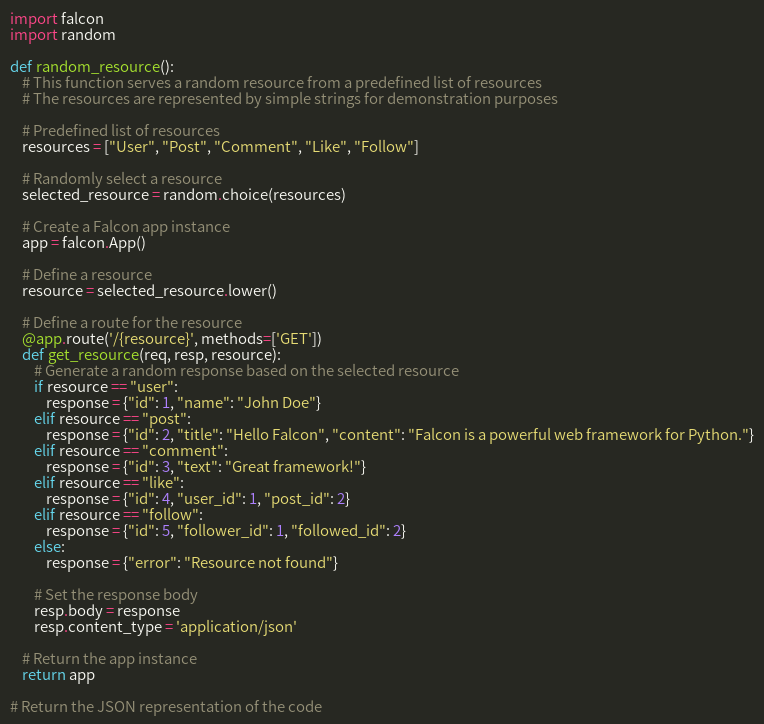 import falcon
import random

def random_resource():
    # This function serves a random resource from a predefined list of resources
    # The resources are represented by simple strings for demonstration purposes

    # Predefined list of resources
    resources = ["User", "Post", "Comment", "Like", "Follow"]

    # Randomly select a resource
    selected_resource = random.choice(resources)

    # Create a Falcon app instance
    app = falcon.App()

    # Define a resource
    resource = selected_resource.lower()

    # Define a route for the resource
    @app.route('/{resource}', methods=['GET'])
    def get_resource(req, resp, resource):
        # Generate a random response based on the selected resource
        if resource == "user":
            response = {"id": 1, "name": "John Doe"}
        elif resource == "post":
            response = {"id": 2, "title": "Hello Falcon", "content": "Falcon is a powerful web framework for Python."}
        elif resource == "comment":
            response = {"id": 3, "text": "Great framework!"}
        elif resource == "like":
            response = {"id": 4, "user_id": 1, "post_id": 2}
        elif resource == "follow":
            response = {"id": 5, "follower_id": 1, "followed_id": 2}
        else:
            response = {"error": "Resource not found"}

        # Set the response body
        resp.body = response
        resp.content_type = 'application/json'

    # Return the app instance
    return app

# Return the JSON representation of the code